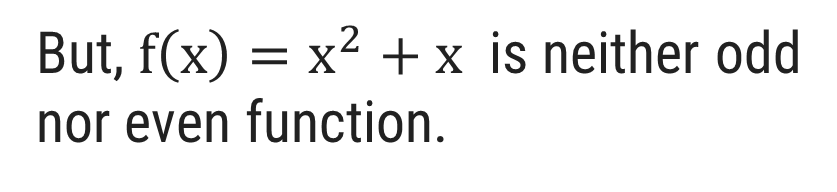 But, f(x) = x² + x is neither odd
nor even function.